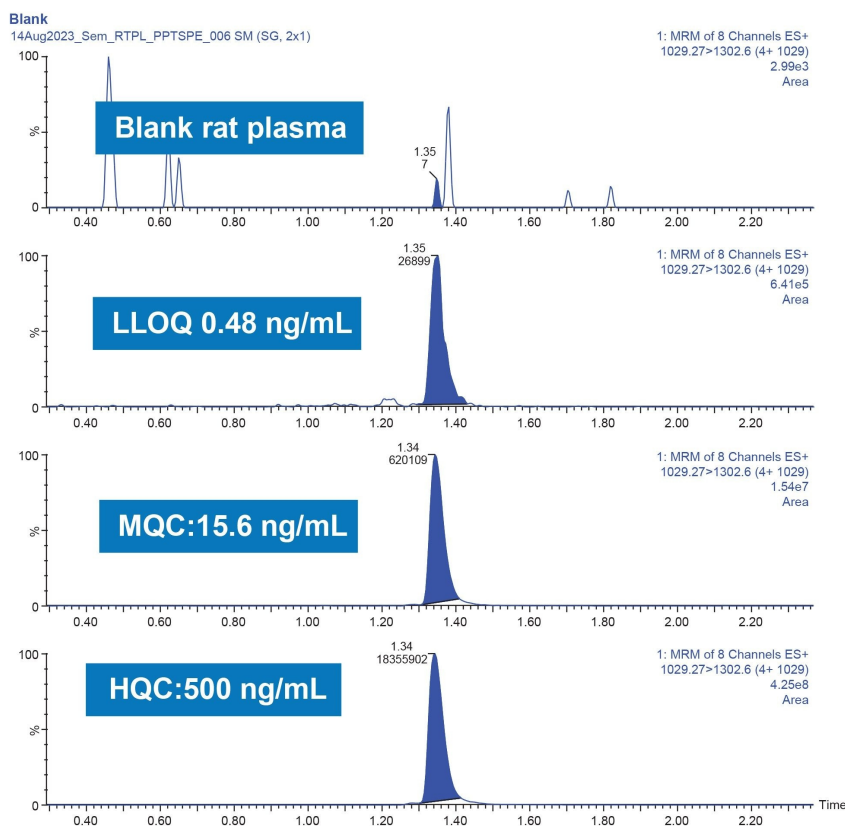 Blank
14Aug2023_Sem_RTPL_PPTSPE_006 SM (SG, 2x1)
1: MRM of 8 Channels ES+
1029.27>1302.6 (4+ 1029)
2.99e3
Area
100
%
0
Blank rat plasma
1.35
7
0.40 0.60 0.80 1.00 1.20 1.40 1.60 1.80 2.00 2.20
1: MRM of 8 Channels ES+
1029.27>1302.6 (4+ 1029)
6.41e5
Area
100
%
0
LLOQ 0.48 ng/mL
1.35
26899
0.40 0.60 0.80 1.00 1.20 1.40 1.60 1.80 2.00 2.20
1: MRM of 8 Channels ES+
1029.27>1302.6 (4+ 1029)
1.54e7
Area
100
%
0
MQC:15.6 ng/mL
1.34
620109
0.40 0.60 0.80 1.00 1.20 1.40 1.60 1.80 2.00 2.20
1: MRM of 8 Channels ES+
1029.27>1302.6 (4+ 1029)
4.25e8
Area
100
%
0
HQC:500 ng/mL
1.34
18355902
0.40 0.60 0.80 1.00 1.20 1.40 1.60 1.80 2.00 2.20
Time